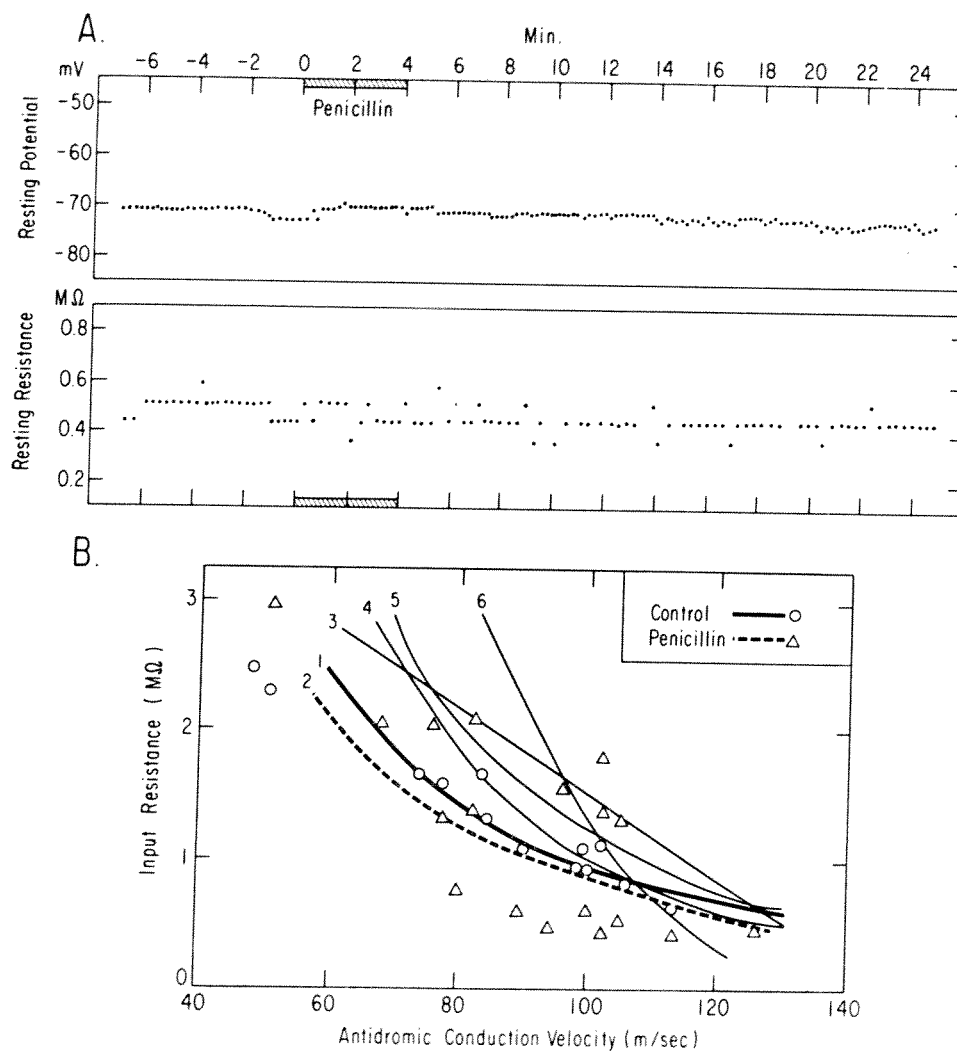 A.
Min.
-6 -4 -2 0 2 4 6 8 10 12 14 16 18 20 22 24
mV
Penicillin
-50
-60
-70
-80
Resting Potential
MΩ
0.8
0.6
0.4
0.2
Resting Resistance
B.
3
2
1
0
Input Resistance (MΩ)
1
2
3
4
5
6
Control
Penicillin
40 60 80 100 120 140
Antidromic Conduction Velocity (m/sec)